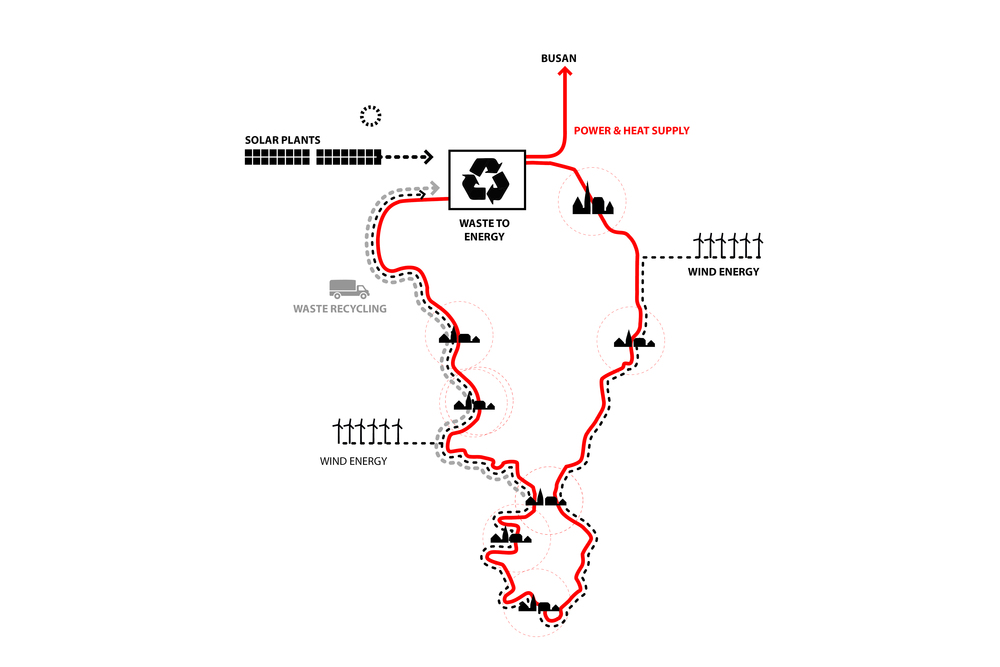 BUSAN
POWER & HEAT SUPPLY
SOLAR PLANTS
WASTE TO
ENERGY
WIND ENERGY
WASTE RECYCLING
WIND ENERGY